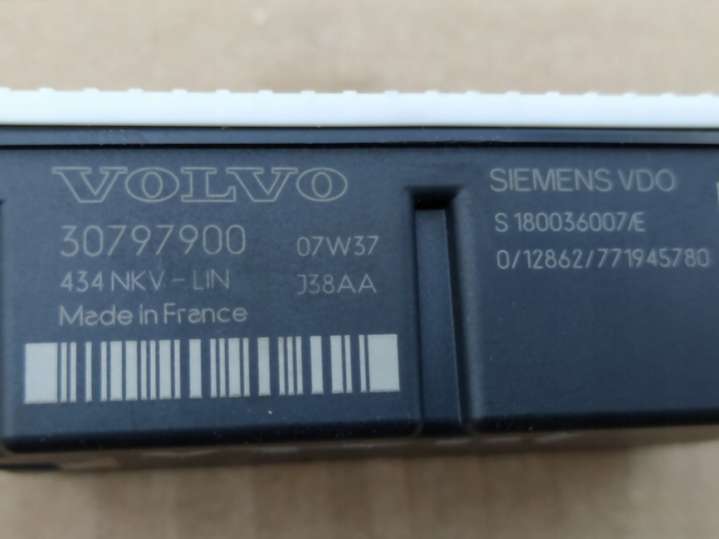 VOLVO
30797900 07W37
434 NKV - LIN J38AA
Made in France
SIEMENS VDO
S 180036007/E
0/12862/771945780